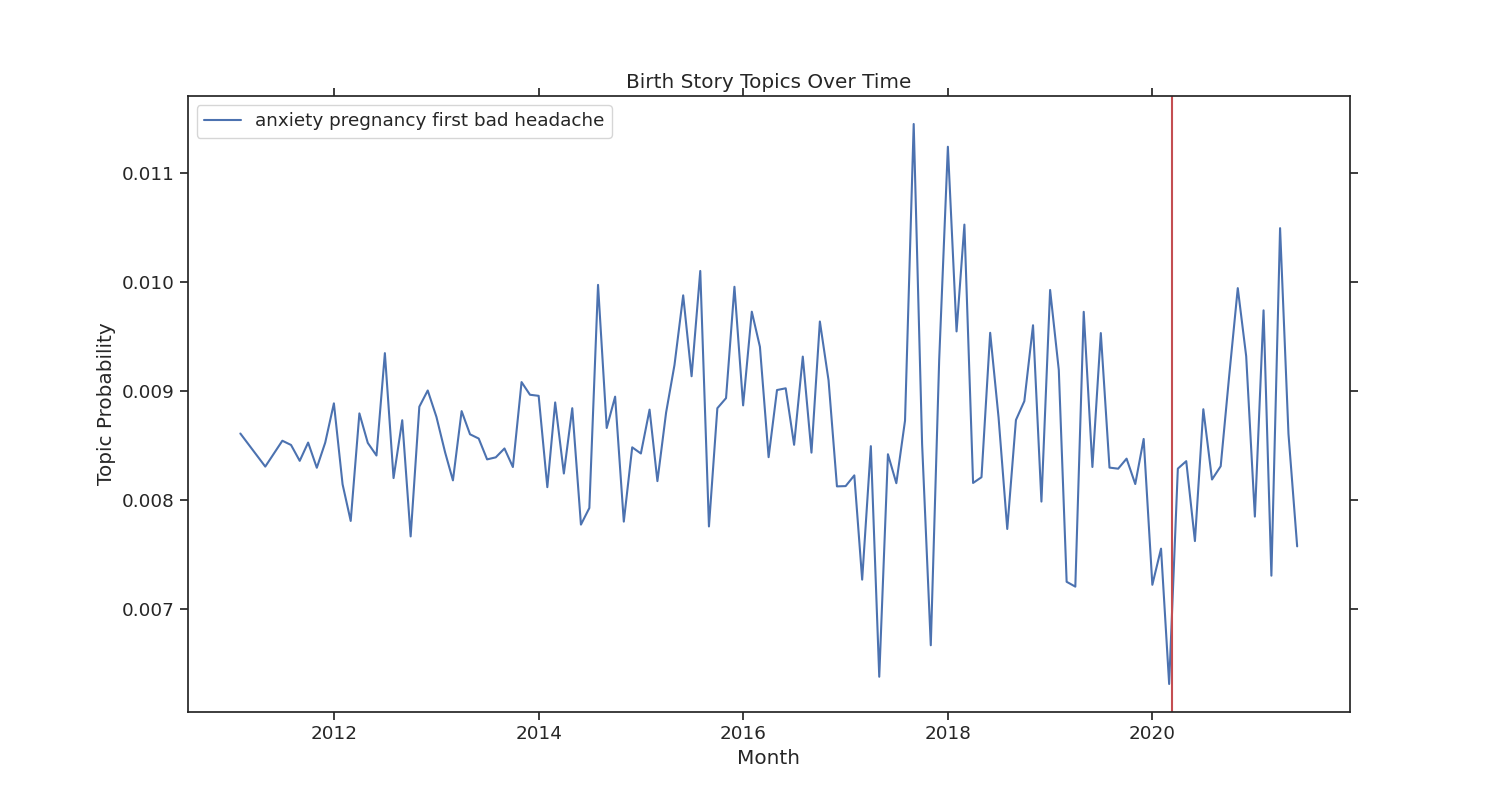 Birth Story Topics Over Time
anxiety pregnancy first bad headache
Topic Probability
0.011
0.010
0.009
0.008
0.007
2012 2014 2016 2018 2020
Month